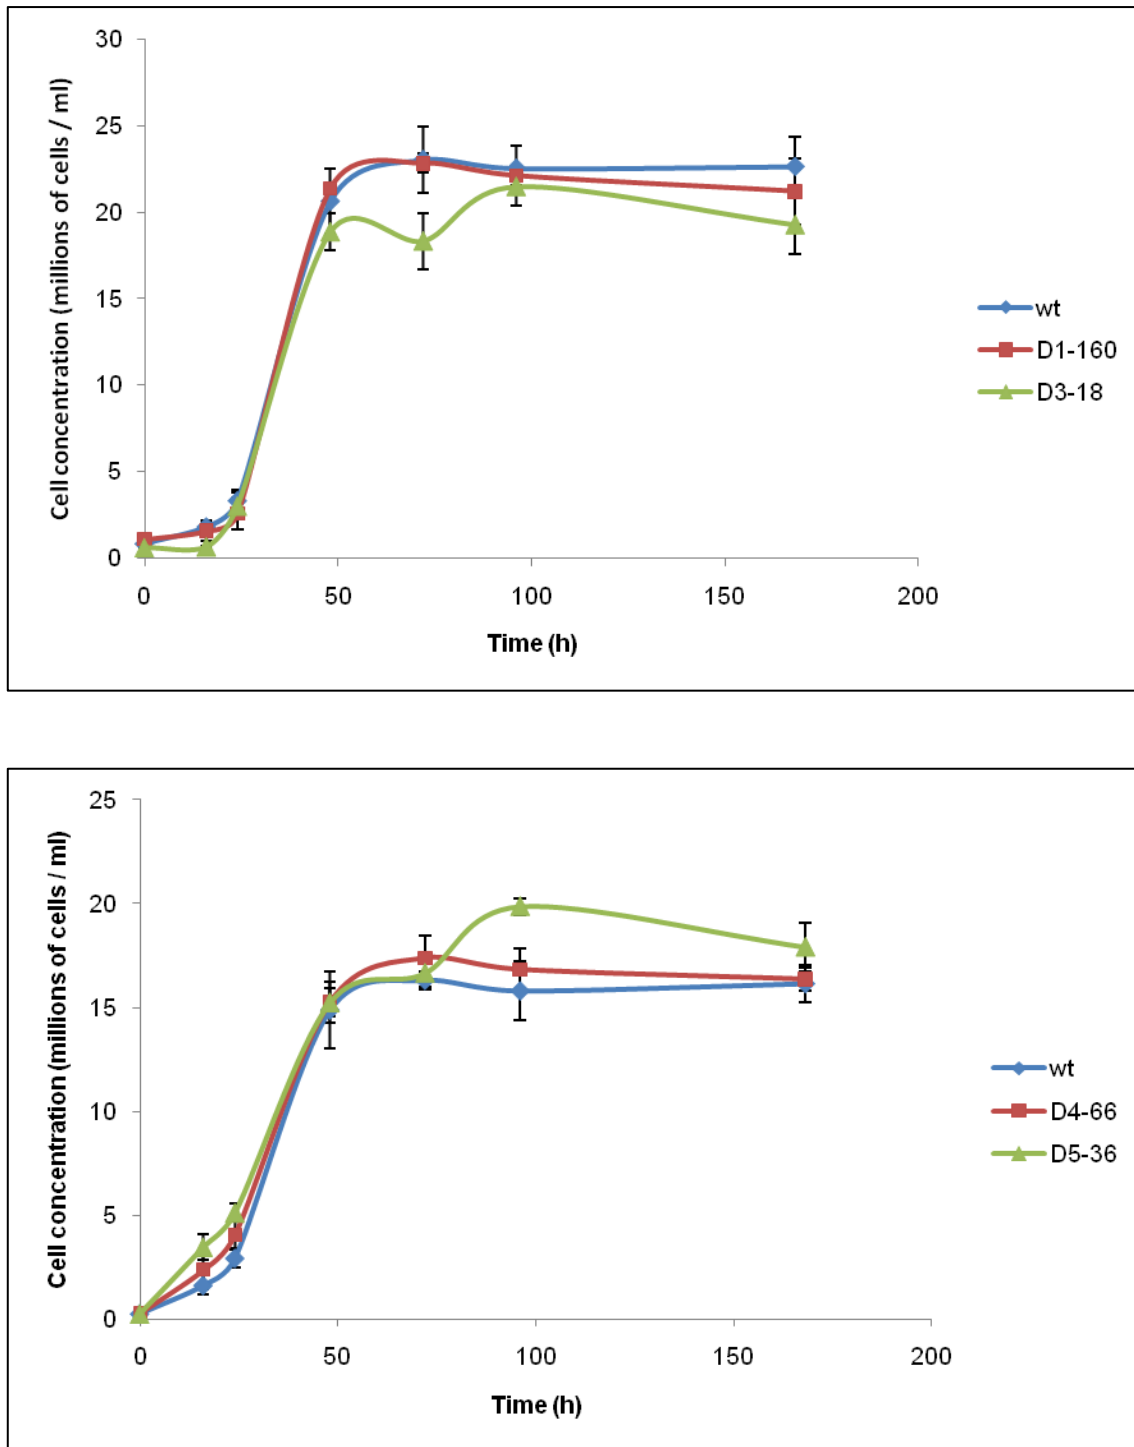 Cell concentration (millions of cells / ml)
30
25
20
15
10
5
0
0 50 100 150 200
Time (h)
wt
D1-160
D3-18
Cell concentration (millions of cells / ml)
25
20
15
10
5
0
0 50 100 150 200
Time (h)
wt
D4-66
D5-36